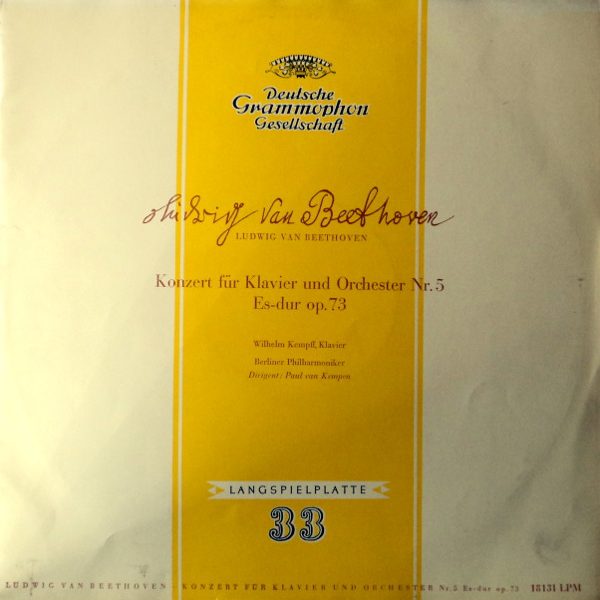 Deutsche
Grammophon
Gesellschaft
Ludwig van Beethoven
LUDWIG VAN BEETHOVEN
Konzert für Klavier und Orchester Nr. 5
Es-dur op. 73
Wilhelm Kempff, Klavier
Berliner Philharmoniker
Dirigent: Paul van Kempen
LANGSPIELPLATTE
33
LUDWIG VAN BEETHOVEN - KONZERT FÜR KLAVIER UND ORCHESTER Nr. 5 Es-dur op. 73 18131 LPM